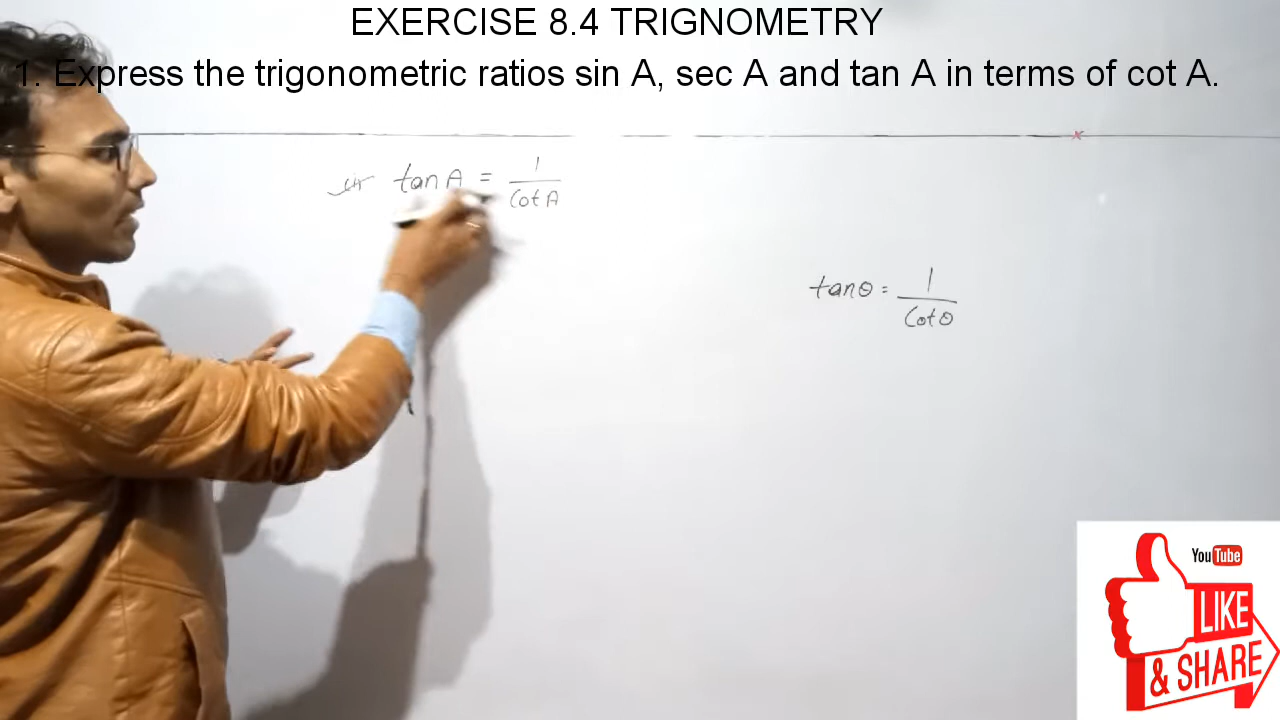 EXERCISE 8.4 TRIGNOMETRY
1. Express the trigonometric ratios sin A, sec A and tan A in terms of cot A.
tan A = 1/cot A
tanθ = 1/cotθ
YouTube
LIKE
& SHARE